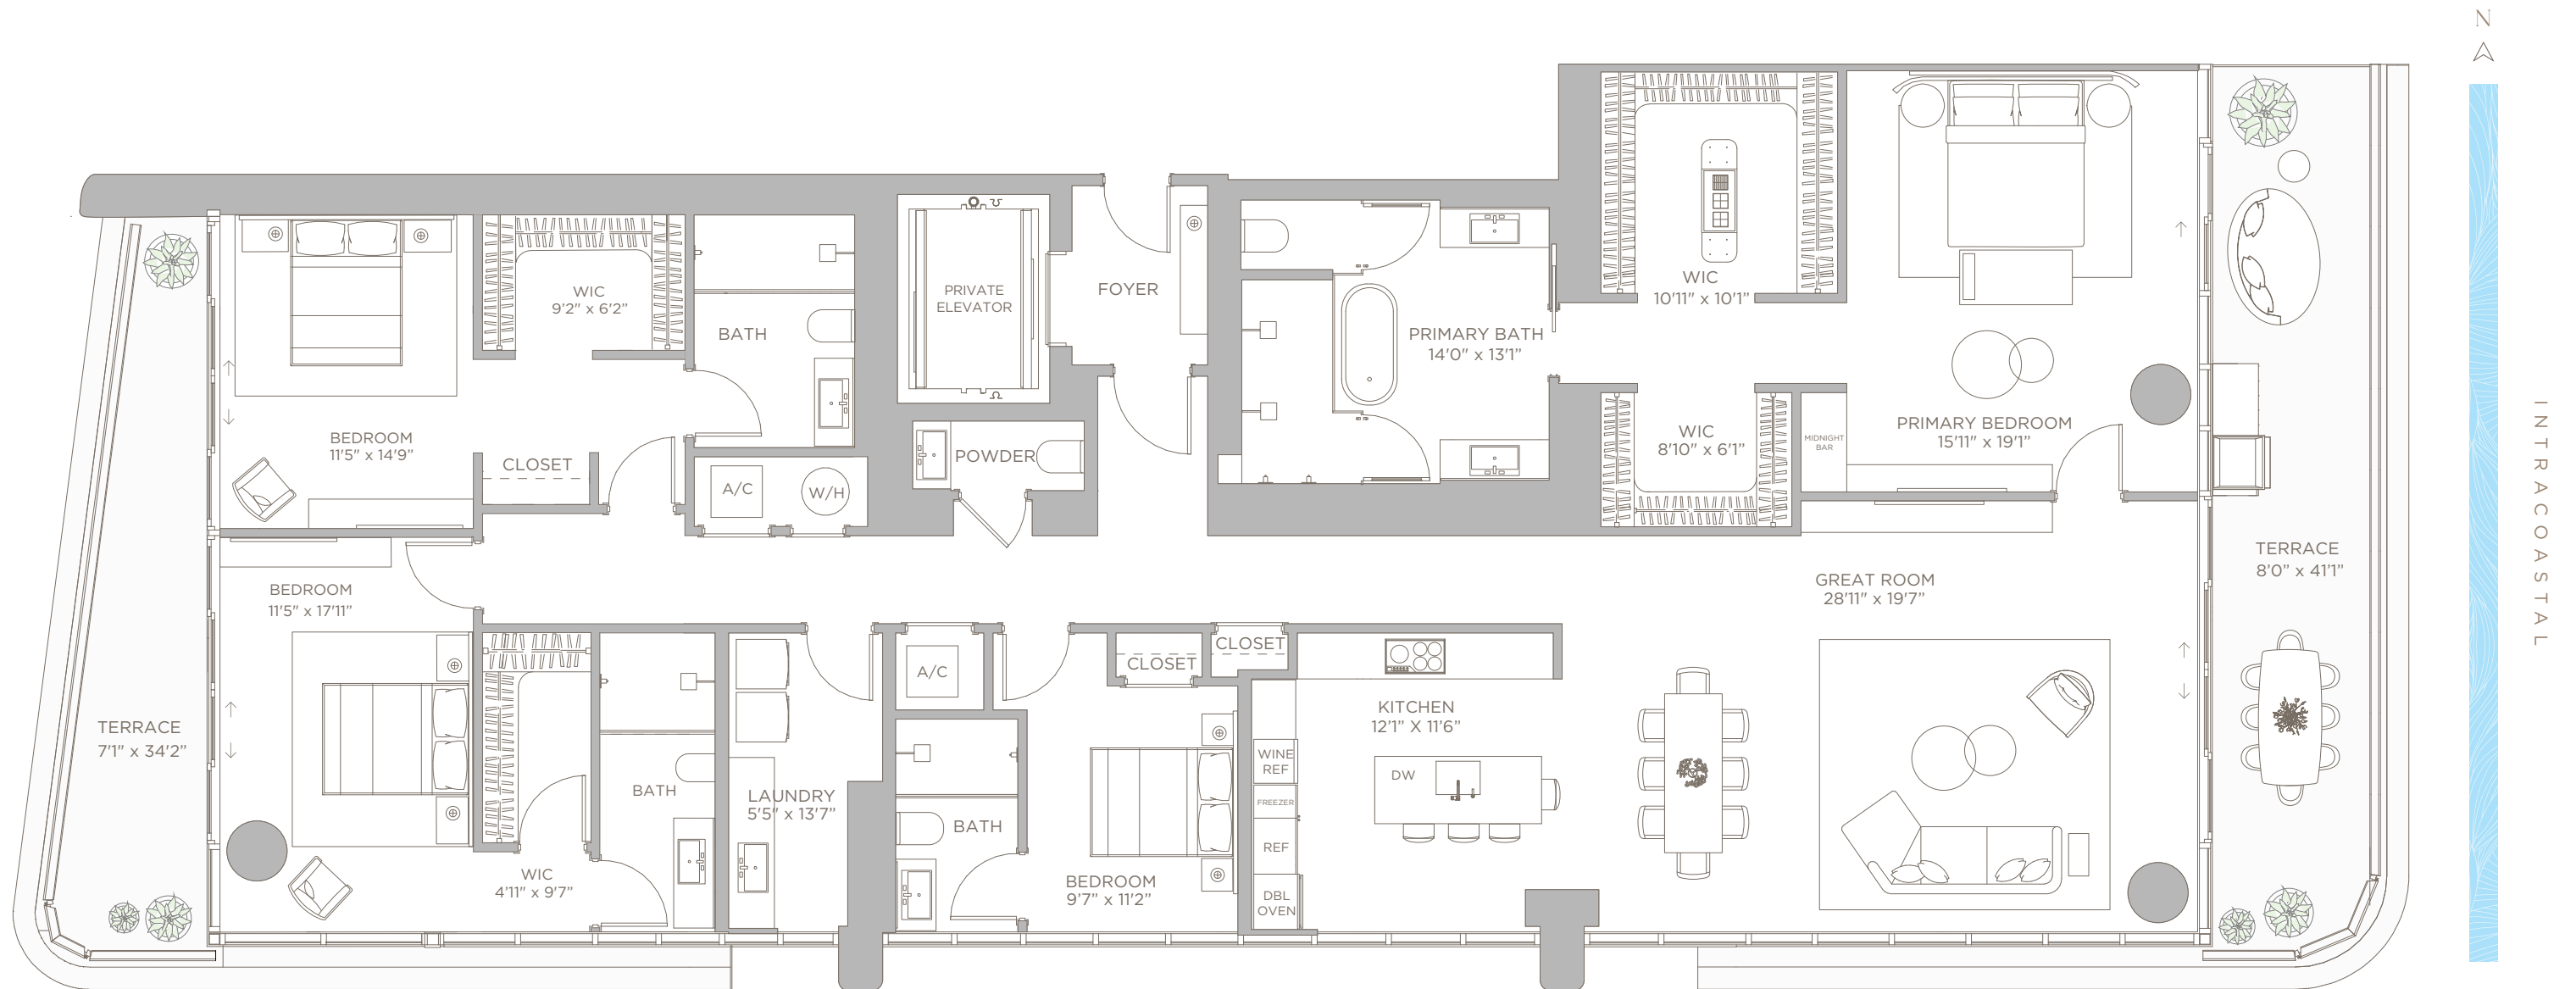 N
INTRACOASTAL
PRIVATE
ELEVATOR
FOYER
WIC
9'2" x 6'2”
BATH
WIC
10'11" x 10'1”
PRIMARY BATH
14'0" x 13'1”
PRIMARY BEDROOM
15'11" x 19'1”
MIDNIGHT
BAR
WIC
8'10" x 6'1”
BEDROOM
11'5" x 14'9”
CLOSET
POWDER
A/C
W/H
BEDROOM
11'5" x 17'11”
GREAT ROOM
28'11" x 19'7”
TERRACE
8'0” x 41'1”
CLOSET
CLOSET
A/C
KITCHEN
12'1” X 11'6”
TERRACE
7'1" x 34'2”
WINE
REF
DW
FREEZER
REF
DBL
OVEN
BATH
LAUNDRY
5'5" x 13'7”
BATH
WIC
4'11" x 9'7”
BEDROOM
9'7" x 11'2”